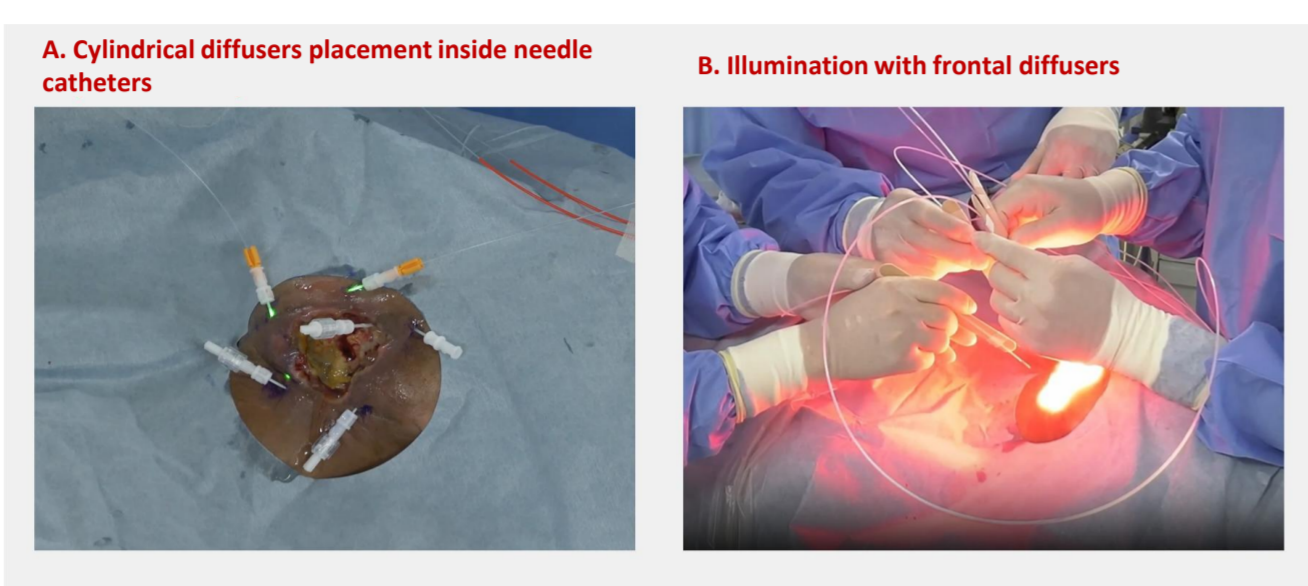 A. Cylindrical diffusers placement inside needle
catheters
B. Illumination with frontal diffusers